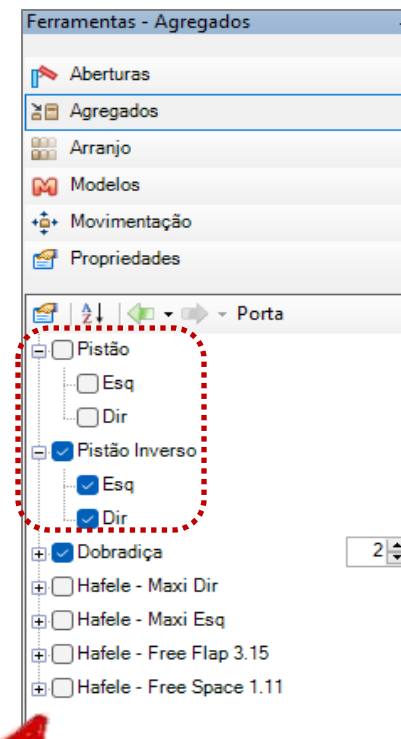 Ferramentas - Agregados
Aberturas
Agregados
Arranjo
Modelos
Movimentação
Propriedades
Porta
Pistão
Esq
Dir
Pistão Inverso
Esq
Dir
Dobradiça 2
Hafele - Maxi Dir
Hafele - Maxi Esq
Hafele - Free Flap 3.15
Hafele - Free Space 1.11